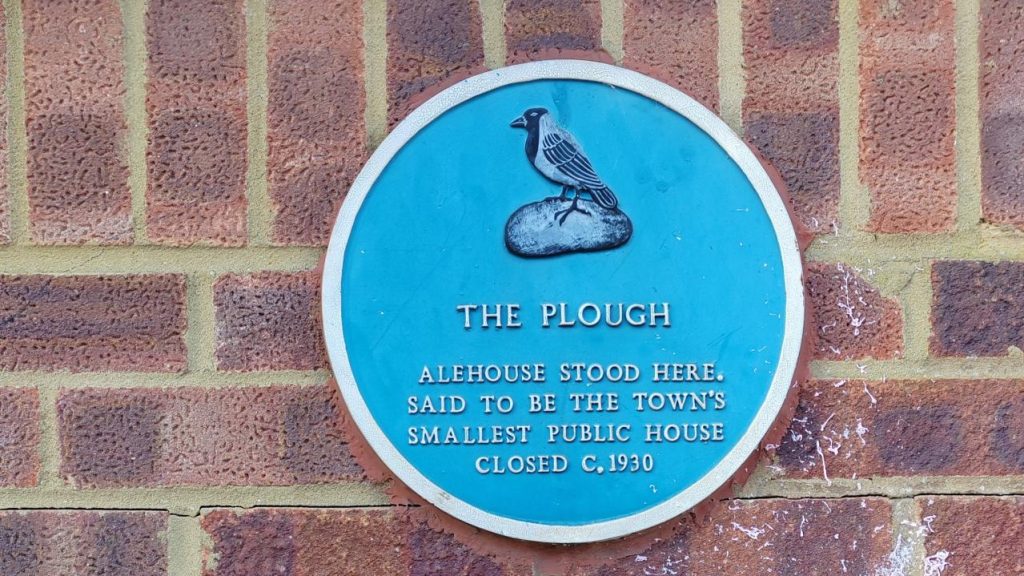 THE PLOUGH
ALEHOUSE STOOD HERE.
SAID TO BE THE TOWN'S
SMALLEST PUBLIC HOUSE
CLOSED C. 1930